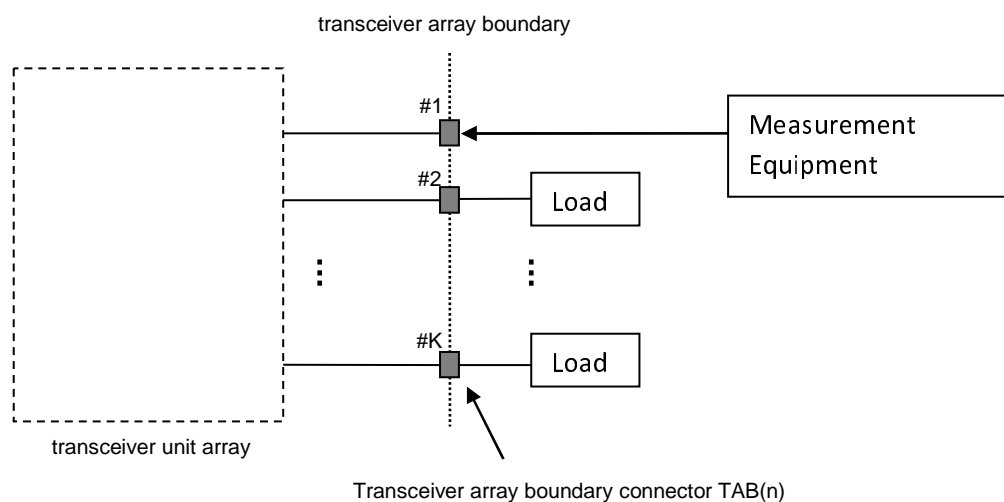 transceiver array boundary
#1
Measurement
Equipment
#2
Load
#K
Load
transceiver unit array
Transceiver array boundary connector TAB(n)